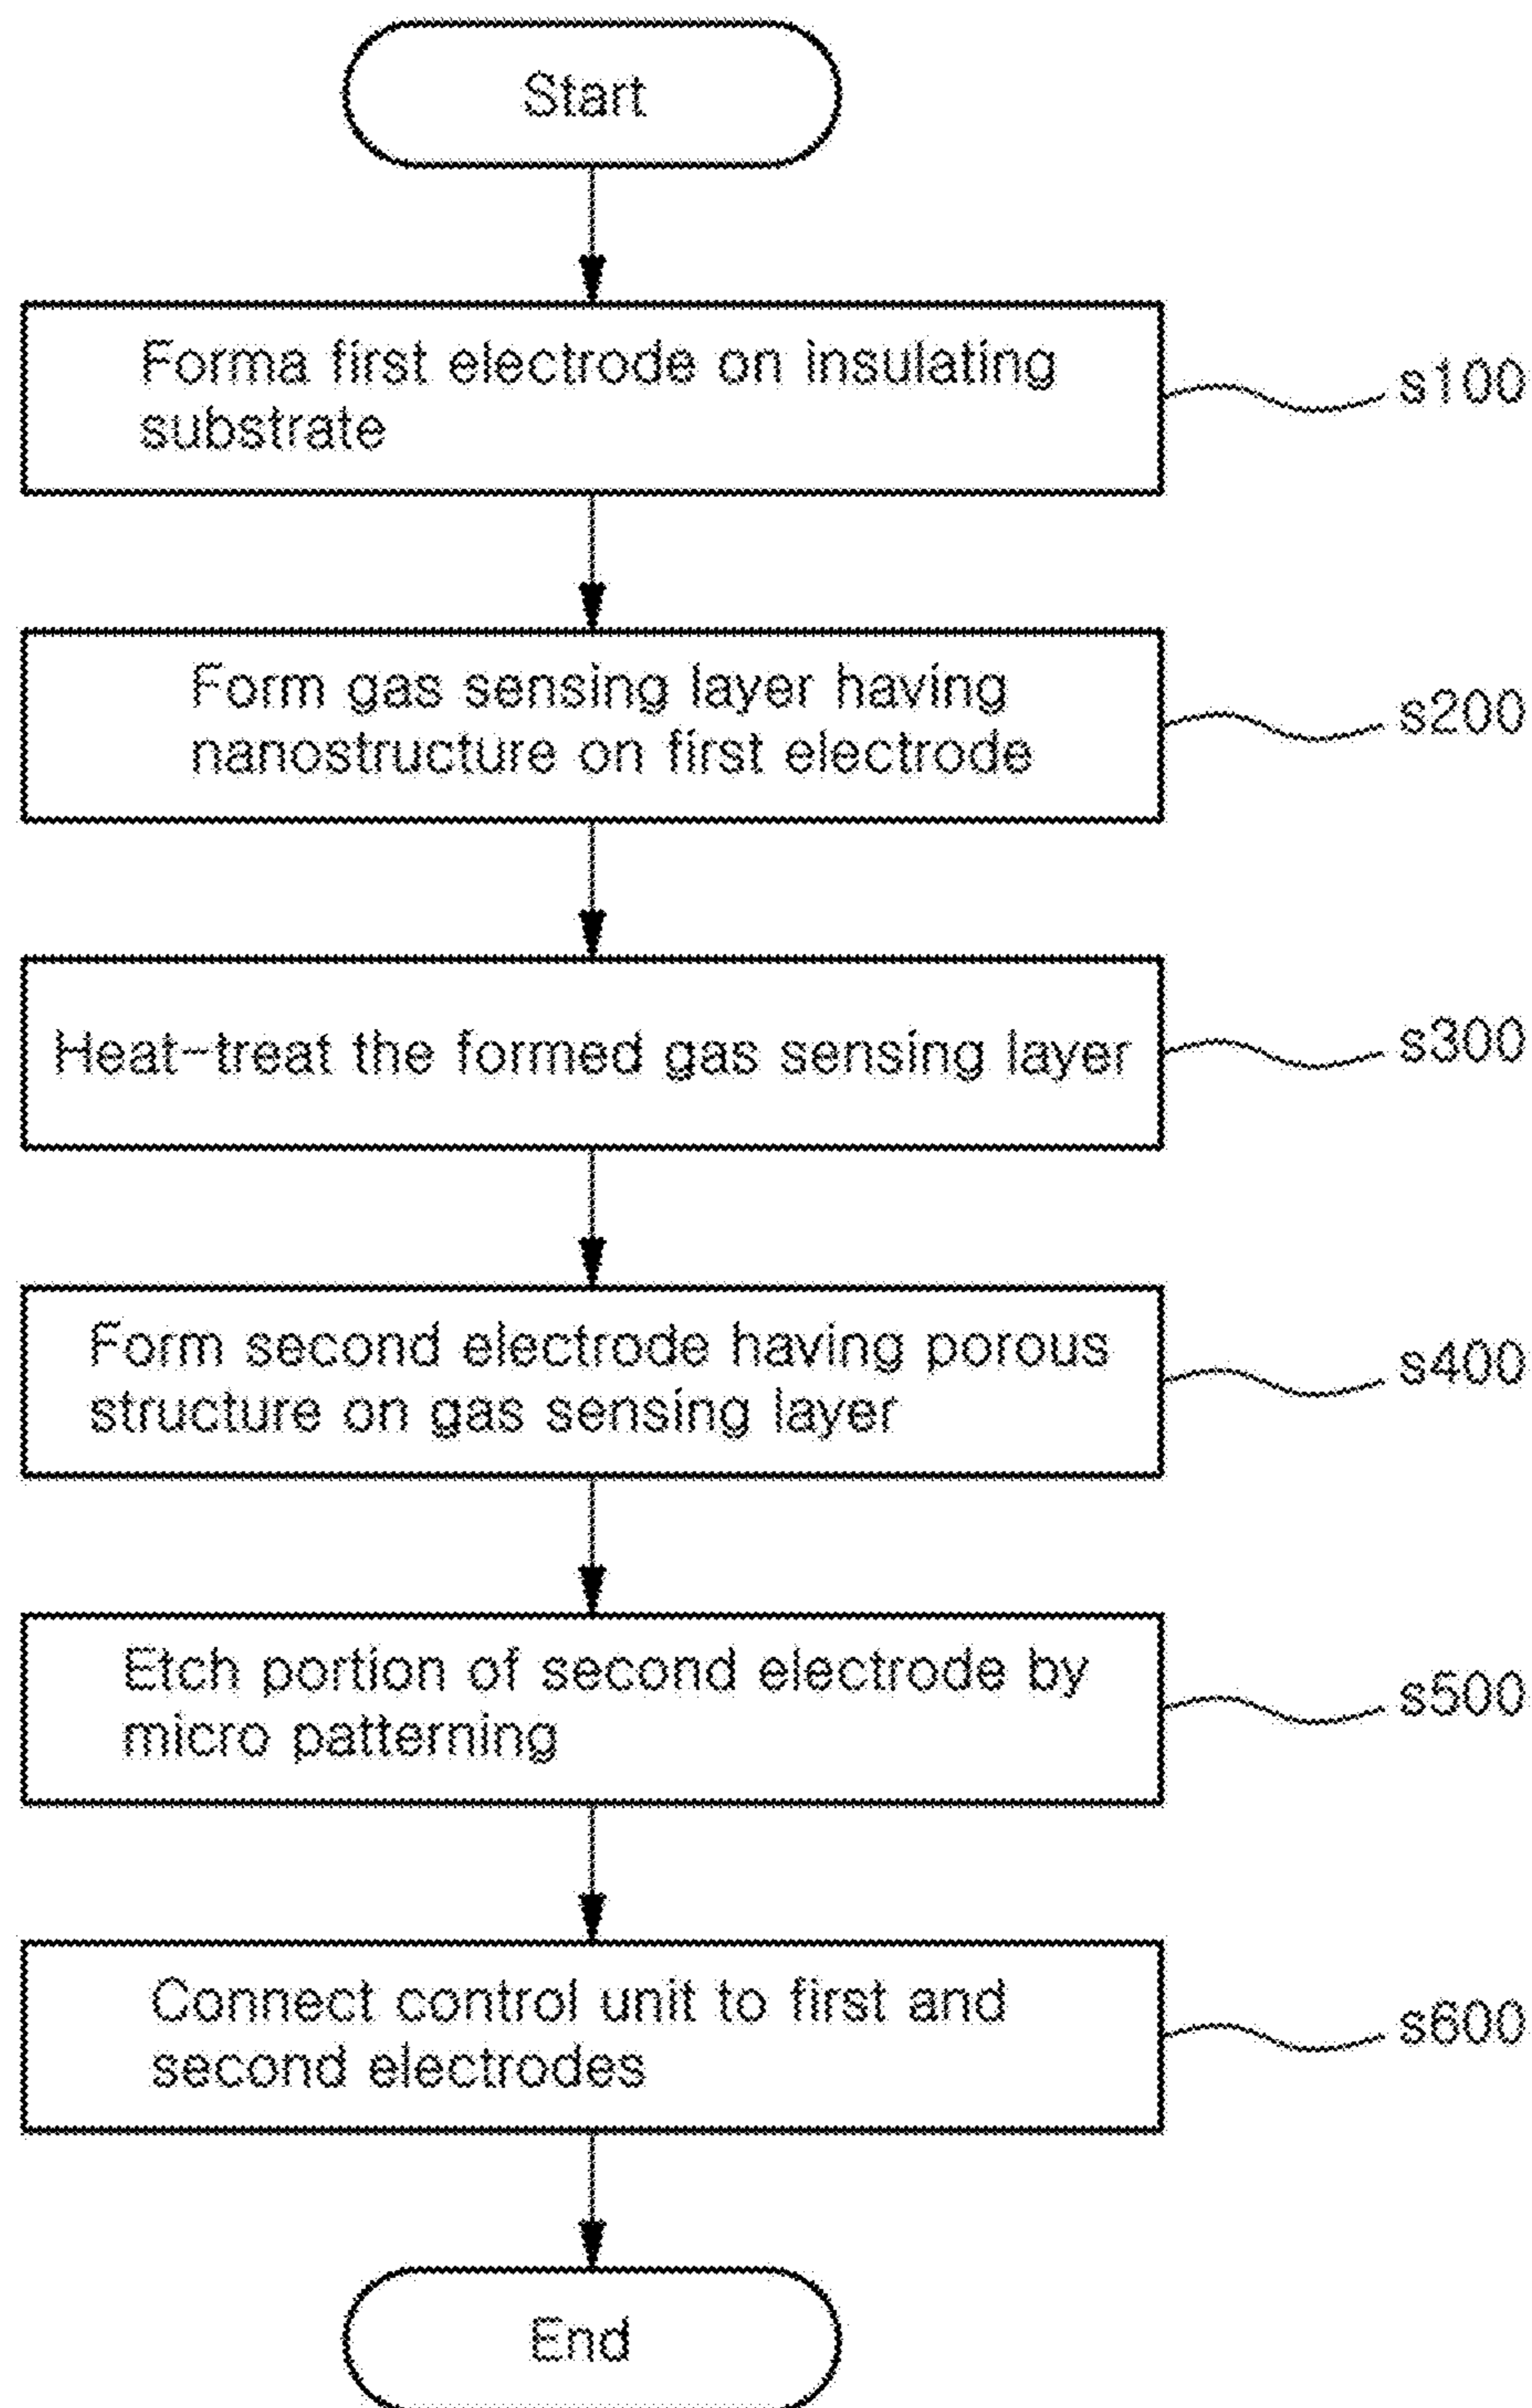 Start
Forma first electrode on insulating
substrate
s100
Form gas sensing layer having
nanostructure on first electrode
s200
Heat-treat the formed gas sensing layer
s300
Form second electrode having porous
structure on gas sensing layer
s400
Etch portion of second electrode by
micro patterning
s500
Connect control unit to first and
second electrodes
s600
End